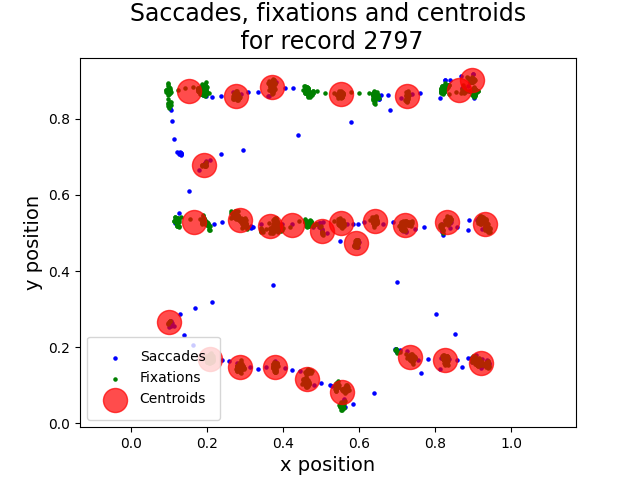 Saccades, fixations and centroids
for record 2797
y position
0.8
0.6
0.4
0.2
0.0
Saccades
Fixations
Centroids
0.0 0.2 0.4 0.6 0.8 1.0
x position